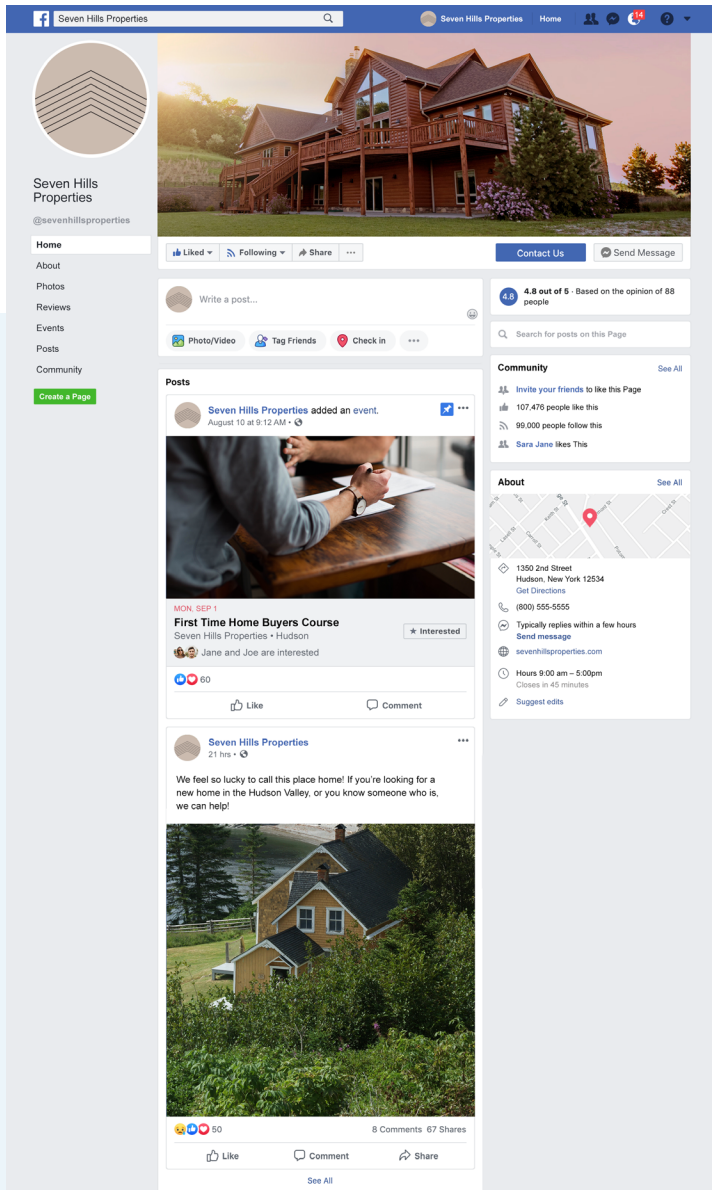 Seven Hills Properties
Seven Hills Properties
Home
14
Seven Hills
Properties
@sevenhillsproperties
Home
About
Photos
Reviews
Events
Posts
Community
Create a Page
Liked
Following
Share
Contact Us
Send Message
Write a post...
Photo/Video
Tag Friends
Check in
Posts
Seven Hills Properties added an event.
August 10 at 9:12 AM •
MON, SEP 1
First Time Home Buyers Course
Seven Hills Properties • Hudson
Jane and Joe are interested
★ Interested
60
Like
Comment
Seven Hills Properties
21 hrs •
We feel so lucky to call this place home! If you're looking for a
new home in the Hudson Valley, or you know someone who is,
we can help!
50
8 Comments 67 Shares
Like
Comment
Share
See All
4.8
4.8 out of 5 · Based on the opinion of 88
people
Search for posts on this Page
Community
See All
Invite your friends to like this Page
107,476 people like this
99,000 people follow this
Sara Jane likes This
About
See All
1350 2nd Street
Hudson, New York 12534
Get Directions
(800) 555-5555
Typically replies within a few hours
Send message
sevenhillsproperties.com
Hours 9:00 am – 5:00pm
Closes in 45 minutes
Suggest edits